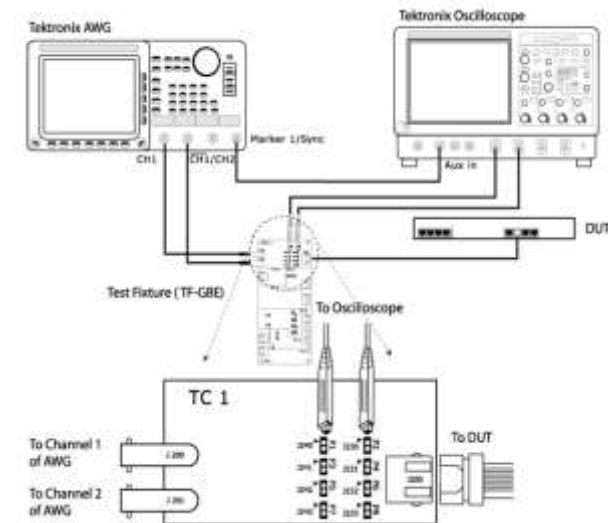 Tektronix AWG
Tektronix Oscilloscope
Marker 1/Sync
CH1
CH1/CH2
Aux in
DUT
Test Fixture (TF-GBE)
To Oscilloscope
TC 1
To Channel 1
of AWG
To DUT
To Channel 2
of AWG